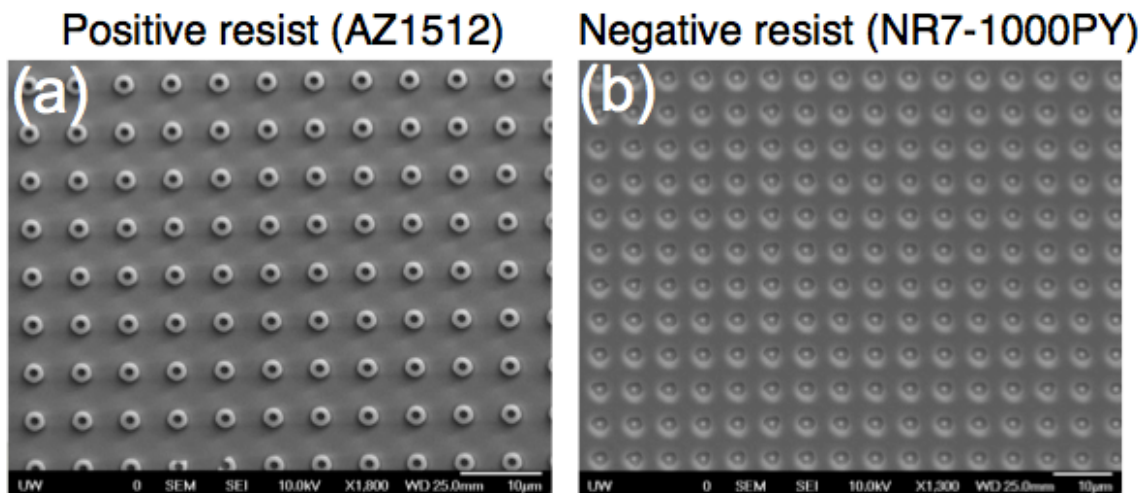 Positive resist (AZ1512)
Negative resist (NR7-1000PY)
(a)
(b)
UW 0 SEM SEI 10.0kV X1,800 WD 25.0mm 10μm
UW 0 SEM SEI 10.0kV X1,300 WD 25.0mm 10μm